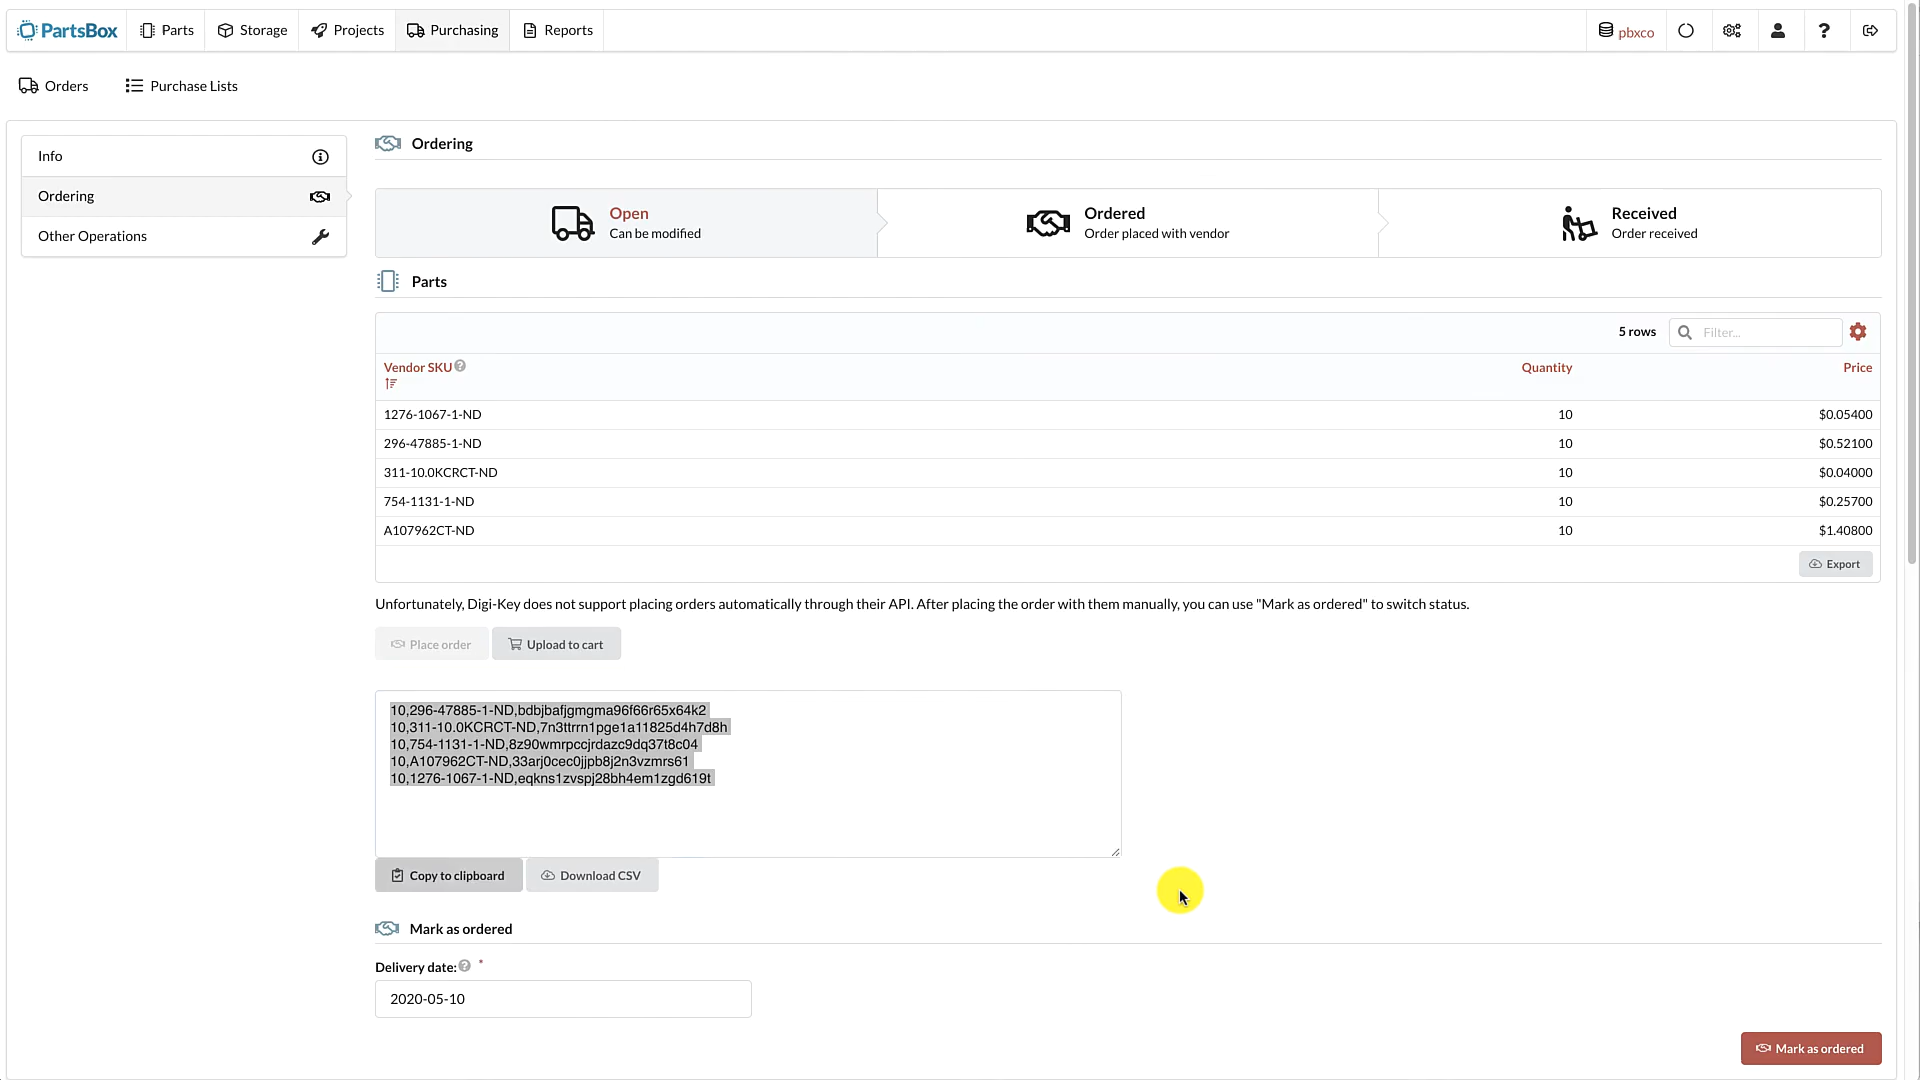 PartsBox
Parts
Storage
Projects
Purchasing
Reports
pbxco
?
Orders
Purchase Lists
Info
Ordering
Other Operations
Ordering
Open
Can be modified
Ordered
Order placed with vendor
Received
Order received
Parts
5 rows
Filter...
Vendor SKU
Quantity
Price
1276-1067-1-ND 10 $0.05400
296-47885-1-ND 10 $0.52100
311-10.0KCRCT-ND 10 $0.04000
754-1131-1-ND 10 $0.25700
A107962CT-ND 10 $1.40800
Export
Unfortunately, Digi-Key does not support placing orders automatically through their API. After placing the order with them manually, you can use "Mark as ordered" to switch status.
Place order
Upload to cart
10,296-47885-1-ND,bdbjbafjgmgma96f66r65x64k2
10,311-10.0KCRCT-ND,7n3ttrrn1pge1a11825d4h7d8h
10,754-1131-1-ND,8z90wmrpccjrdazc9dq37t8c04
10,A107962CT-ND,33arj0cec0jjpb8j2n3vzmrs61
10,1276-1067-1-ND,eqkns1zvspj28bh4em1zgd619t
Copy to clipboard
Download CSV
Mark as ordered
Delivery date: *
2020-05-10
Mark as ordered